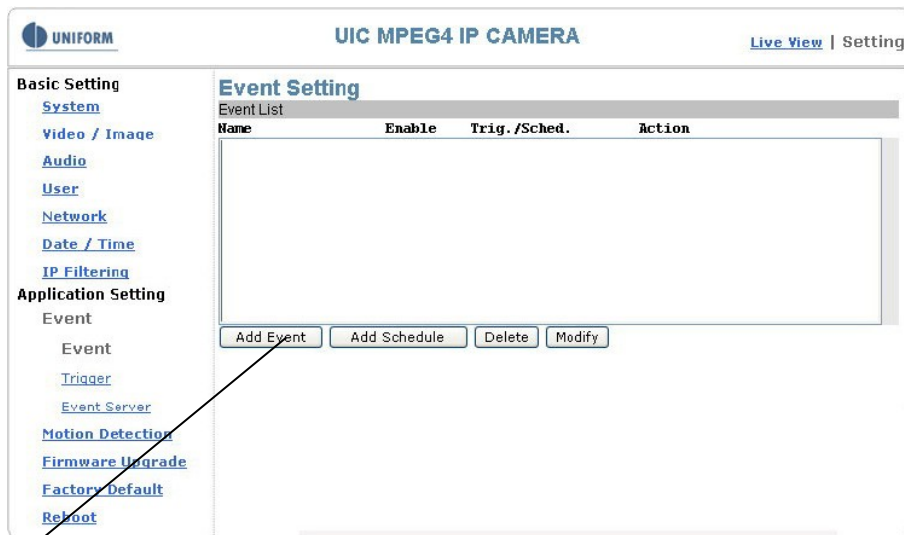 UNIFORM
UIC MPEG4 IP CAMERA
Live View | Setting
Basic Setting
System
Video / Image
Audio
User
Network
Date / Time
IP Filtering
Application Setting
Event
Event
Trigger
Event Server
Motion Detection
Firmware Upgrade
Factory Default
Reboot
Event Setting
Event List
Name Enable Trig./Sched. Action
Add Event Add Schedule Delete Modify